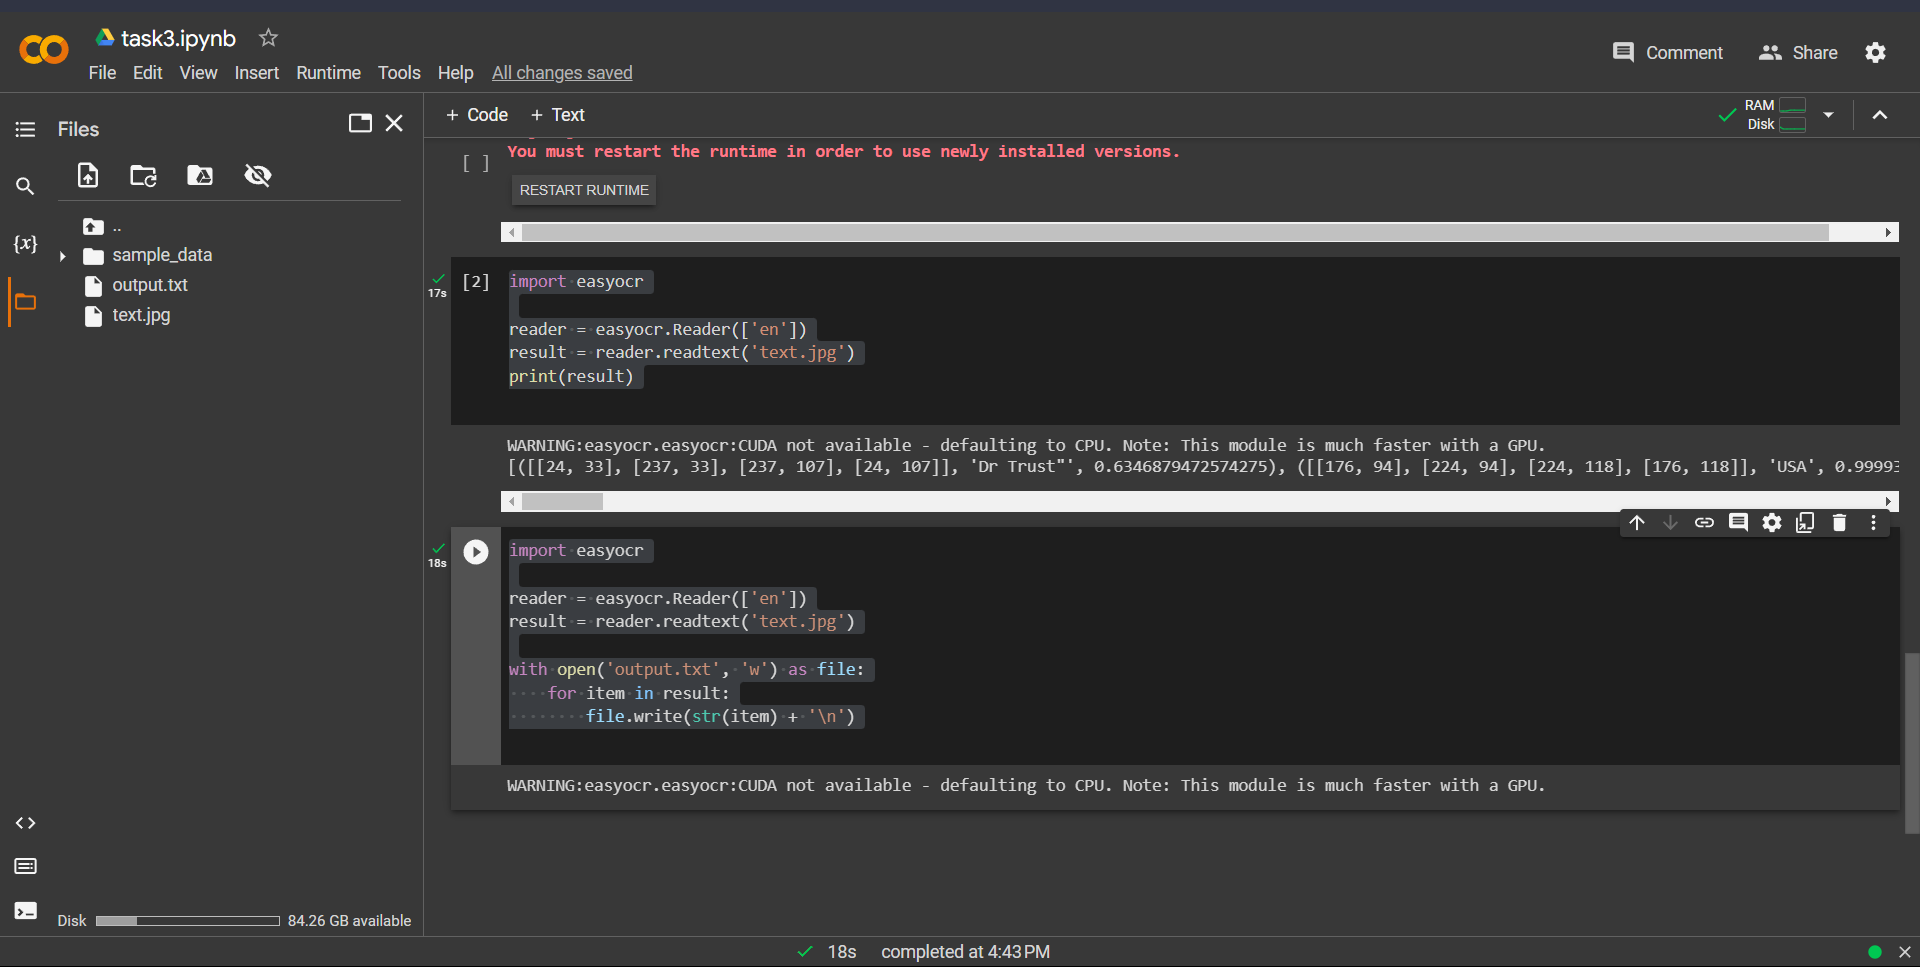 task3.ipynb
File Edit View Insert Runtime Tools Help All changes saved
Comment Share
Files
+ Code + Text
RAM
Disk
[ ]
You must restart the runtime in order to use newly installed versions.
RESTART RUNTIME
{x}
..
sample_data
output.txt
text.jpg
17s
[2]
import easyocr
reader = easyocr.Reader(['en'])
result = reader.readtext('text.jpg')
print(result)
WARNING:easyocr.easyocr:CUDA not available - defaulting to CPU. Note: This module is much faster with a GPU.
[([[24, 33], [237, 33], [237, 107], [24, 107]], 'Dr Trust"', 0.6346879472574275), ([[176, 94], [224, 94], [224, 118], [176, 118]], 'USA', 0.9999
18s
import easyocr
reader = easyocr.Reader(['en'])
result = reader.readtext('text.jpg')
with open('output.txt', 'w') as file:
for item in result:
file.write(str(item) + '\n')
WARNING:easyocr.easyocr:CUDA not available - defaulting to CPU. Note: This module is much faster with a GPU.
Disk 84.26 GB available
18s completed at 4:43 PM